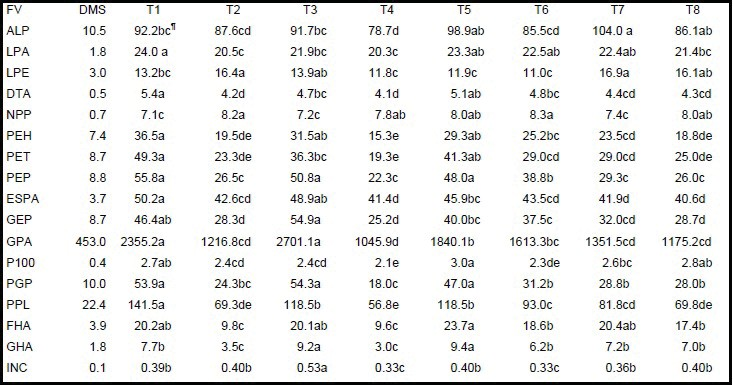 FV DMS T1 T2 T3 T4 T5 T6 T7 T8
ALP 10.5 92.2bc¶ 87.6cd 91.7bc 78.7d 98.9ab 85.5cd 104.0 a 86.1ab
LPA 1.8 24.0 a 20.5c 21.9bc 20.3c 23.3ab 22.5ab 22.4ab 21.4bc
LPE 3.0 13.2bc 16.4a 13.9ab 11.8c 11.9c 11.0c 16.9a 16.1ab
DTA 0.5 5.4a 4.2d 4.7bc 4.1d 5.1ab 4.8bc 4.4cd 4.3cd
NPP 0.7 7.1c 8.2a 7.2c 7.8ab 8.0ab 8.3a 7.4c 8.0ab
PEH 7.4 36.5a 19.5de 31.5ab 15.3e 29.3ab 25.2bc 23.5cd 18.8de
PET 8.7 49.3a 23.3de 36.3bc 19.3e 41.3ab 29.0cd 29.0cd 25.0de
PEP 8.8 55.8a 26.5c 50.8a 22.3c 48.0a 38.8b 29.3c 26.0c
ESPA 3.7 50.2a 42.6cd 48.9ab 41.4d 45.9bc 43.5cd 41.9d 40.6d
GEP 8.7 46.4ab 28.3d 54.9a 25.2d 40.0bc 37.5c 32.0cd 28.7d
GPA 453.0 2355.2a 1216.8cd 2701.1a 1045.9d 1840.1b 1613.3bc 1351.5cd 1175.2cd
P100 0.4 2.7ab 2.4cd 2.4cd 2.1e 3.0a 2.3de 2.6bc 2.8ab
PGP 10.0 53.9a 24.3bc 54.3a 18.0c 47.0a 31.2b 28.8b 28.0b
PPL 22.4 141.5a 69.3de 118.5b 56.8e 118.5b 93.0c 81.8cd 69.8de
FHA 3.9 20.2ab 9.8c 20.1ab 9.6c 23.7a 18.6b 20.4ab 17.4b
GHA 1.8 7.7b 3.5c 9.2a 3.0c 9.4a 6.2b 7.2b 7.0b
INC 0.1 0.39b 0.40b 0.53a 0.33c 0.40b 0.33c 0.36b 0.40b